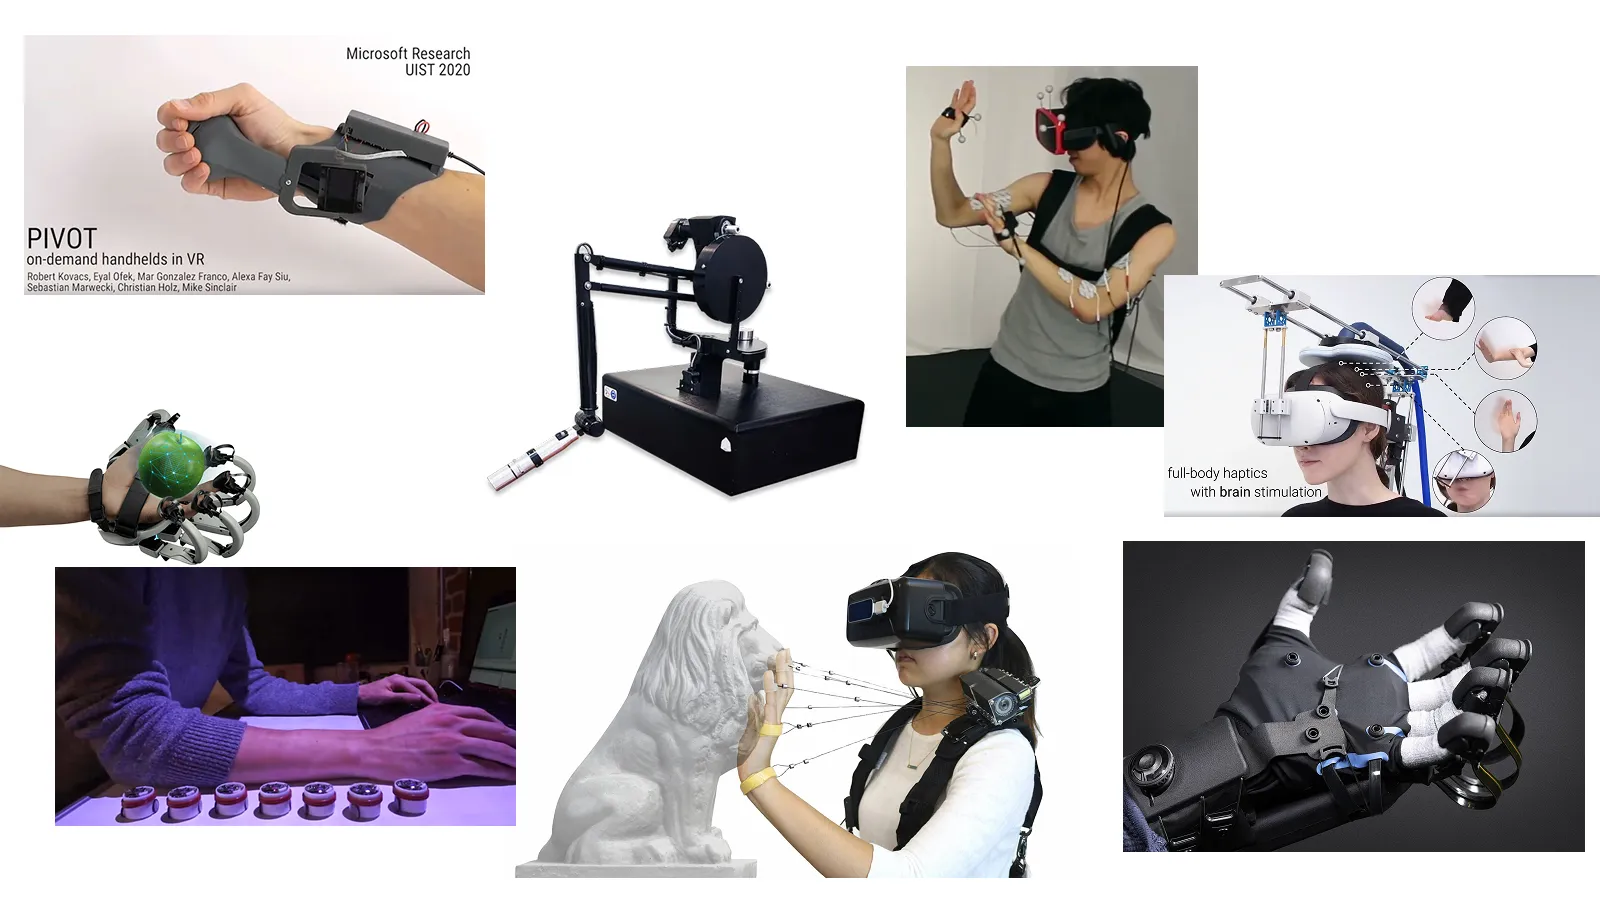 Microsoft Research
UIST 2020
PIVOT
on-demand handhelds in VR
Robert Kovacs, Eyal Ofek, Mar Gonzalez Franco, Alexa Fay Siu,
Sebastian Marwecki, Christian Holz, Mike Sinclair
full-body haptics
with brain stimulation